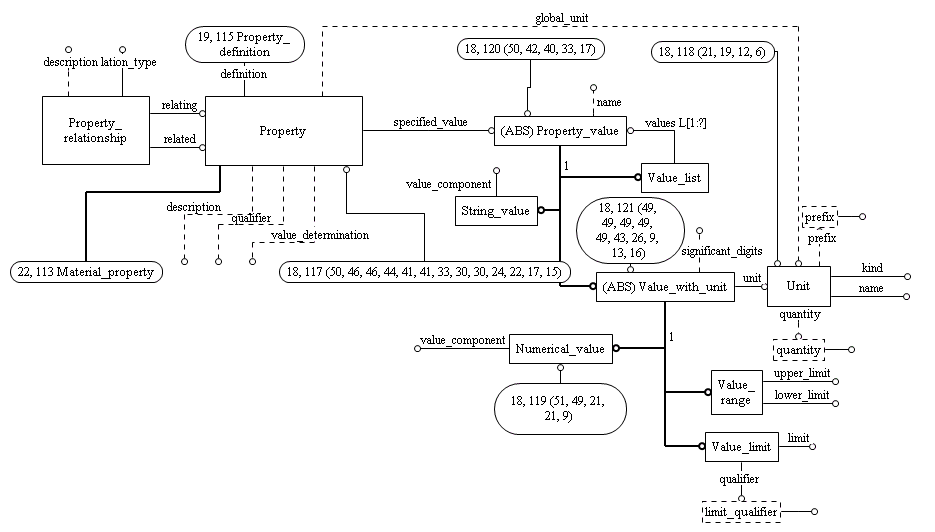 global_unit
19, 115 Property_
definition
18, 120 (50, 42, 40, 33, 17)
18, 118 (21, 19, 12, 6)
description lation_type
definition
name
Property_
relationship
relating
related
Property
specified_value
(ABS) Property_value
values L[1:?]
1
Value_list
value_component
String_value
description
qualifier
value_determination
18, 121 (49,
49, 49, 49,
49, 43, 26, 9,
13, 16)
significant_digits
prefix
prefix
22, 113 Material_property
18, 117 (50, 46, 46, 44, 41, 41, 33, 30, 30, 24, 22, 17, 15)
(ABS) Value_with_unit
unit
Unit
kind
name
quantity
quantity
value_component
Numerical_value
1
18, 119 (51, 49, 21,
21, 9)
Value_
range
upper_limit
lower_limit
Value_limit
limit
qualifier
limit_qualifier